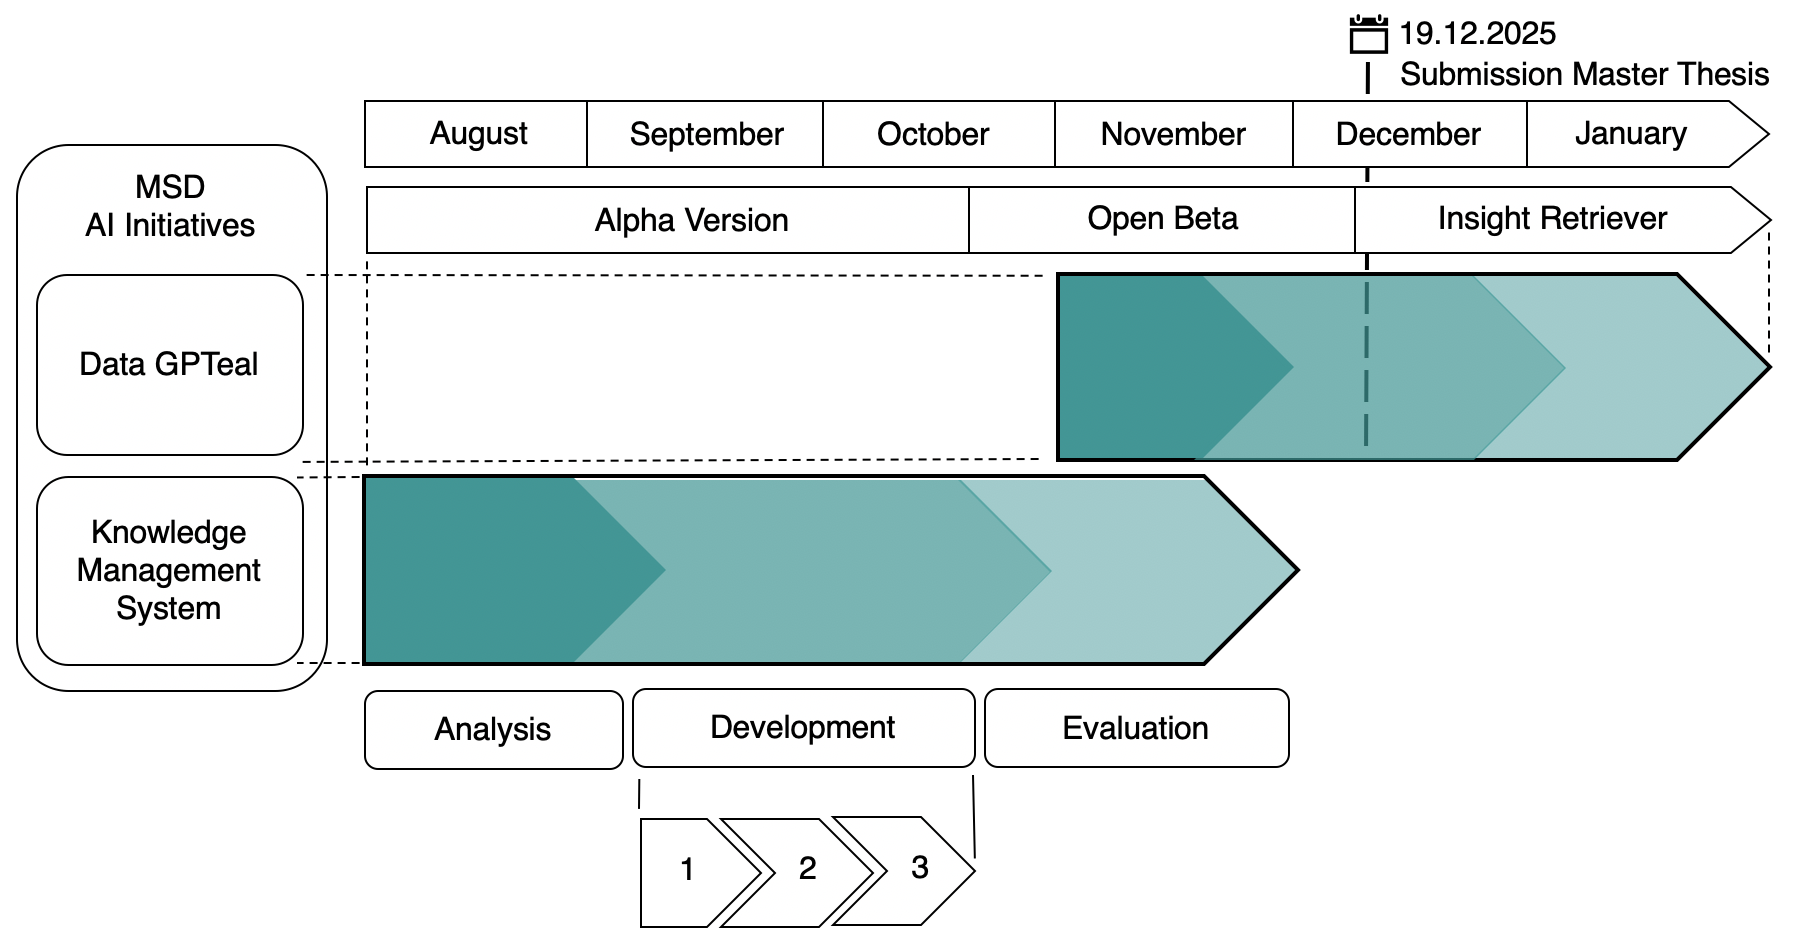 19.12.2025
Submission Master Thesis
August
September
October
November
December
January
MSD
AI Initiatives
Alpha Version
Open Beta
Insight Retriever
Data GPTeal
Knowledge
Management
System
Analysis
Development
Evaluation
1
2
3